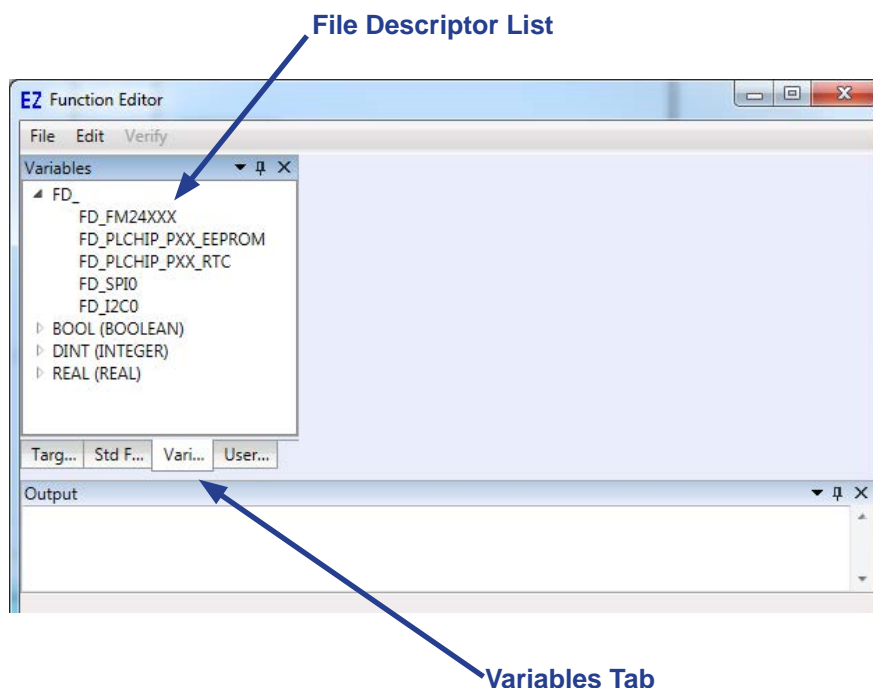 File Descriptor List
EZ Function Editor
File Edit Verify
Variables
FD_
FD_FM24XXX
FD_PLCHIP_PXX_EEPROM
FD_PLCHIP_PXX_RTC
FD_SPI0
FD_I2C0
BOOL (BOOLEAN)
DINT (INTEGER)
REAL (REAL)
Targ... Std F... Vari... User...
Output
Variables Tab